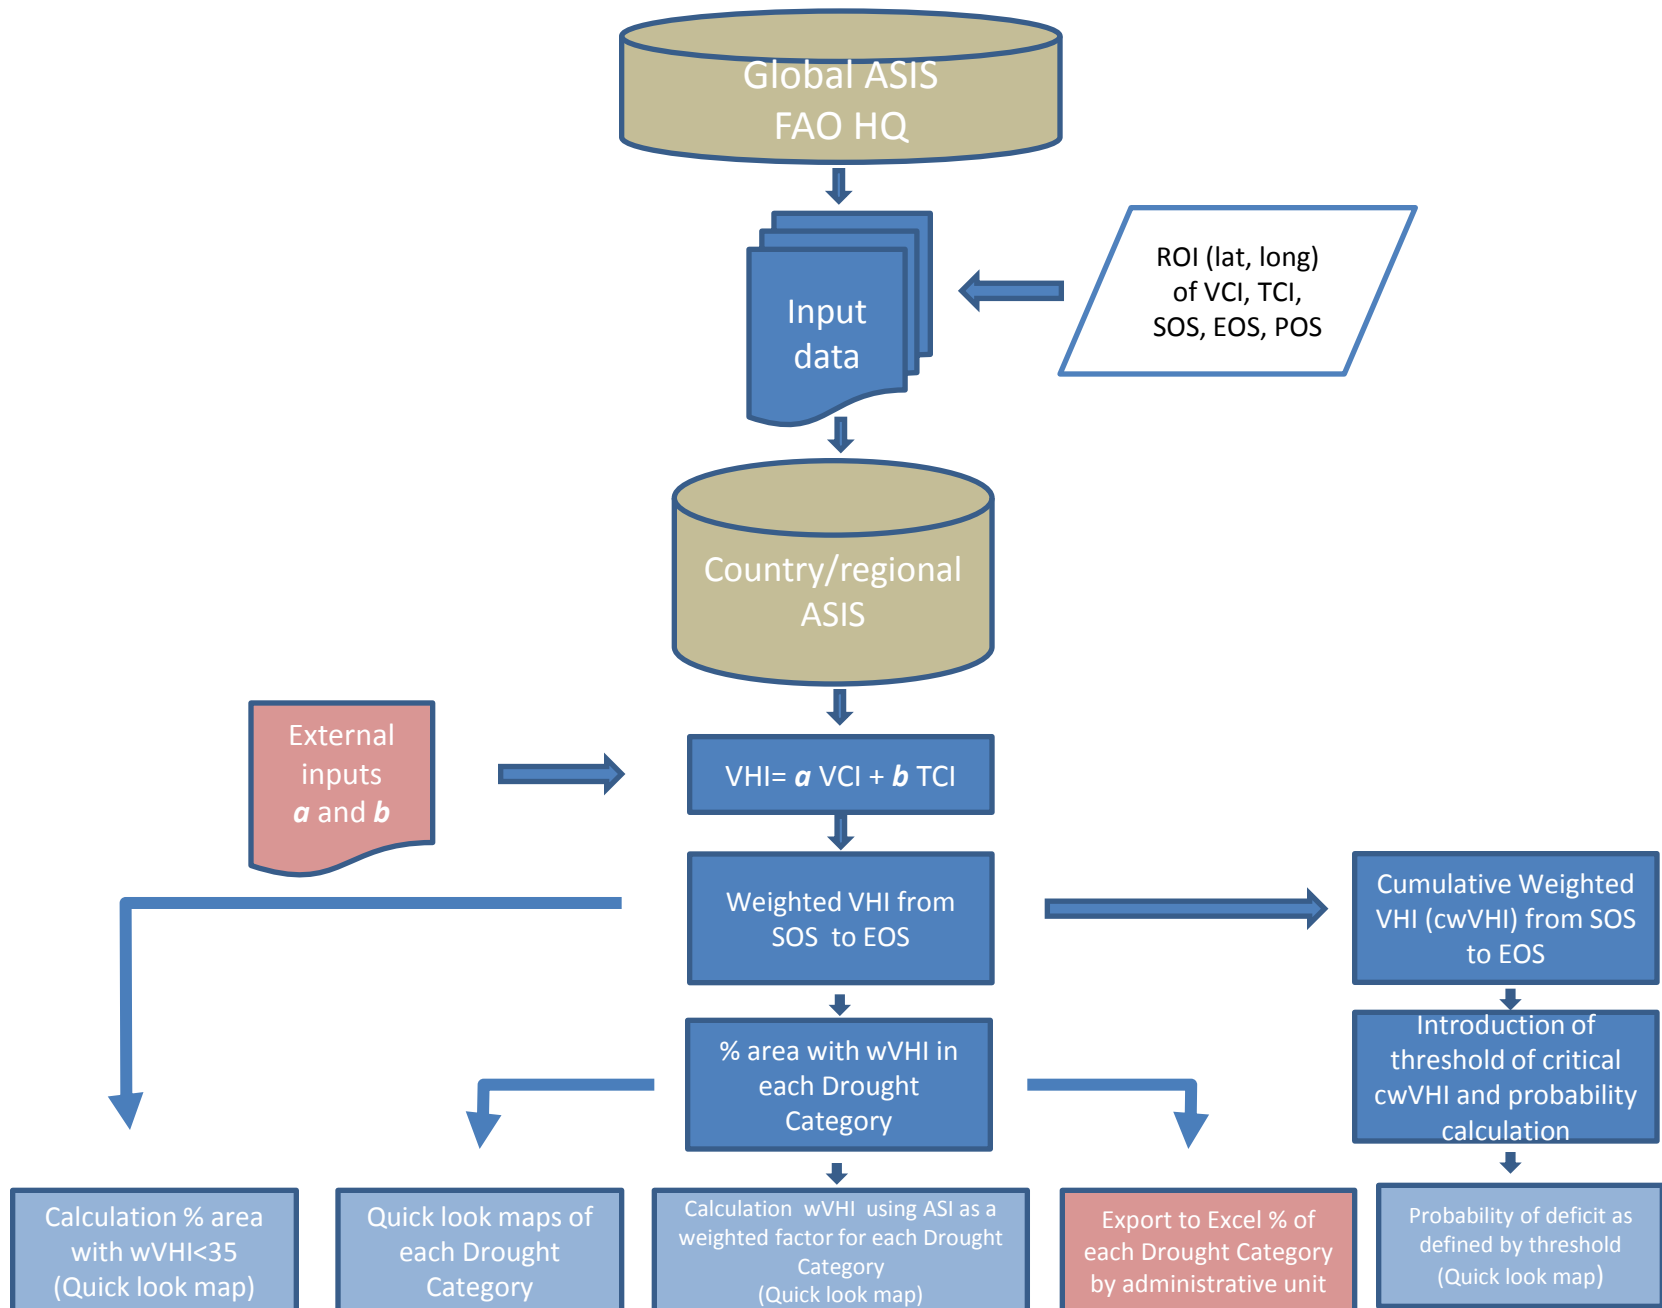 Global ASIS
FAO HQ
Input
data
ROI (lat, long)
of VCI, TCI,
SOS, EOS, POS
Country/regional
ASIS
External
inputs
a and b
VHI= a VCI + b TCI
Weighted VHI from
SOS to EOS
Cumulative Weighted
VHI (cwVHI) from SOS
to EOS
% area with wVHI in
each Drought
Category
Introduction of
threshold of critical
cwVHI and probability
calculation
Calculation % area
with wVHI<35
(Quick look map)
Quick look maps of
each Drought
Category
Calculation wVHI using ASI as a
weighted factor for each Drought
Category
(Quick look map)
Export to Excel % of
each Drought Category
by administrative unit
Probability of deficit as
defined by threshold
(Quick look map)